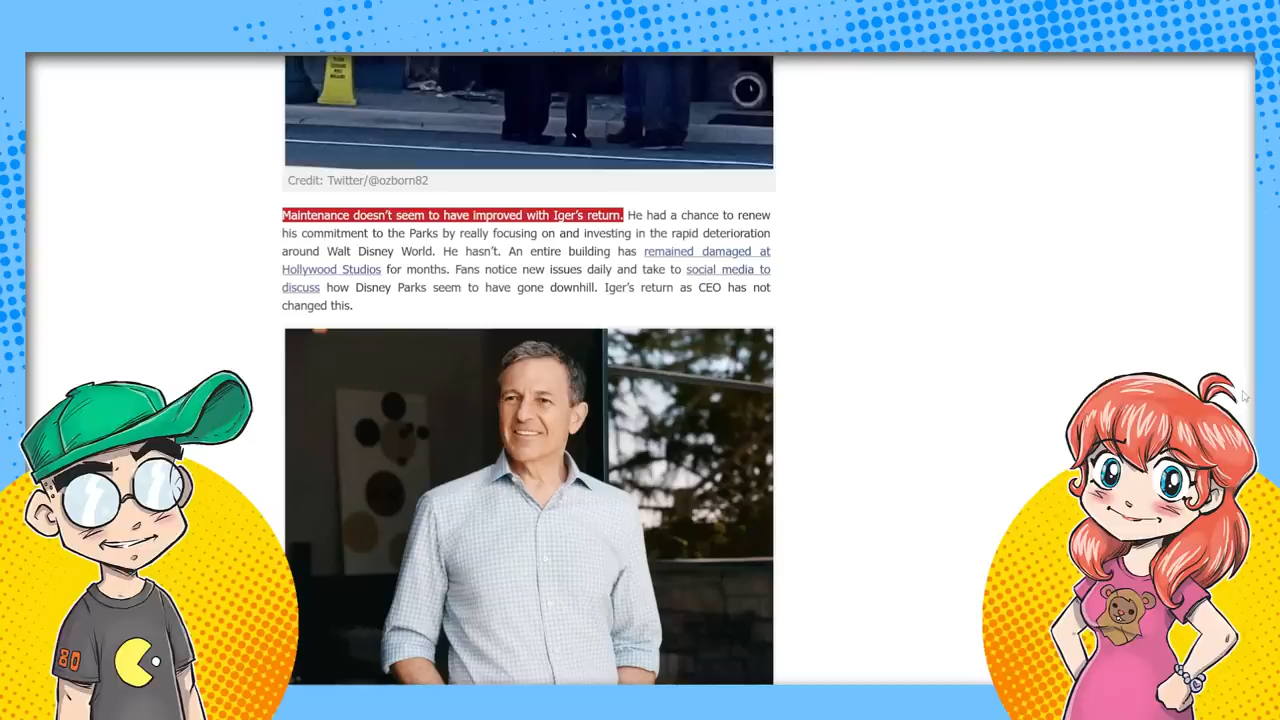 Credit: Twitter/@ozborn82
Maintenance doesn't seem to have improved with Iger's return. He had a chance to renew
his commitment to the Parks by really focusing on and investing in the rapid deterioration
around Walt Disney World. He hasn't. An entire building has remained damaged at
Hollywood Studios for months. Fans notice new issues daily and take to social media to
discuss how Disney Parks seem to have gone downhill. Iger's return as CEO has not
changed this.
80